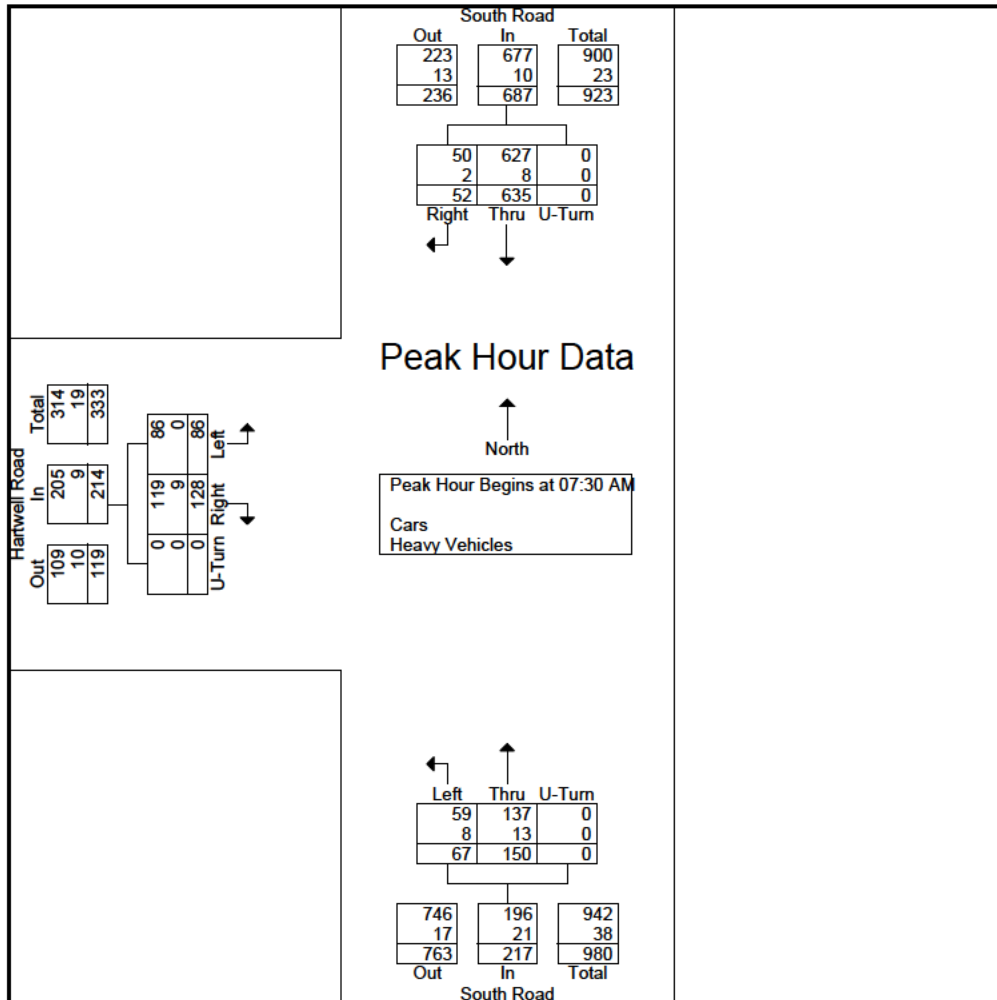 South Road
Out In Total
223 677 900
13 10 23
236 687 923
50 627 0
2 8 0
52 635 0
Right Thru U-Turn
Peak Hour Data
North
Peak Hour Begins at 07:30 AM
Cars
Heavy Vehicles
Hartwell Road
Out In Total
109 205 314
10 9 19
119 214 333
0 119 86
0 9 0
0 128 86
U-Turn Right Left
Left Thru U-Turn
59 137 0
8 13 0
67 150 0
746 196 942
17 21 38
763 217 980
Out In Total
South Road